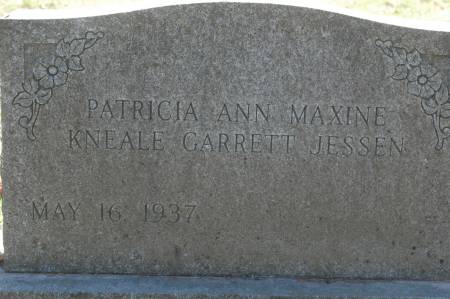 PATRICIA ANN MAXINE
KNEALE GARRETT JESSEN
MAY 16, 1937